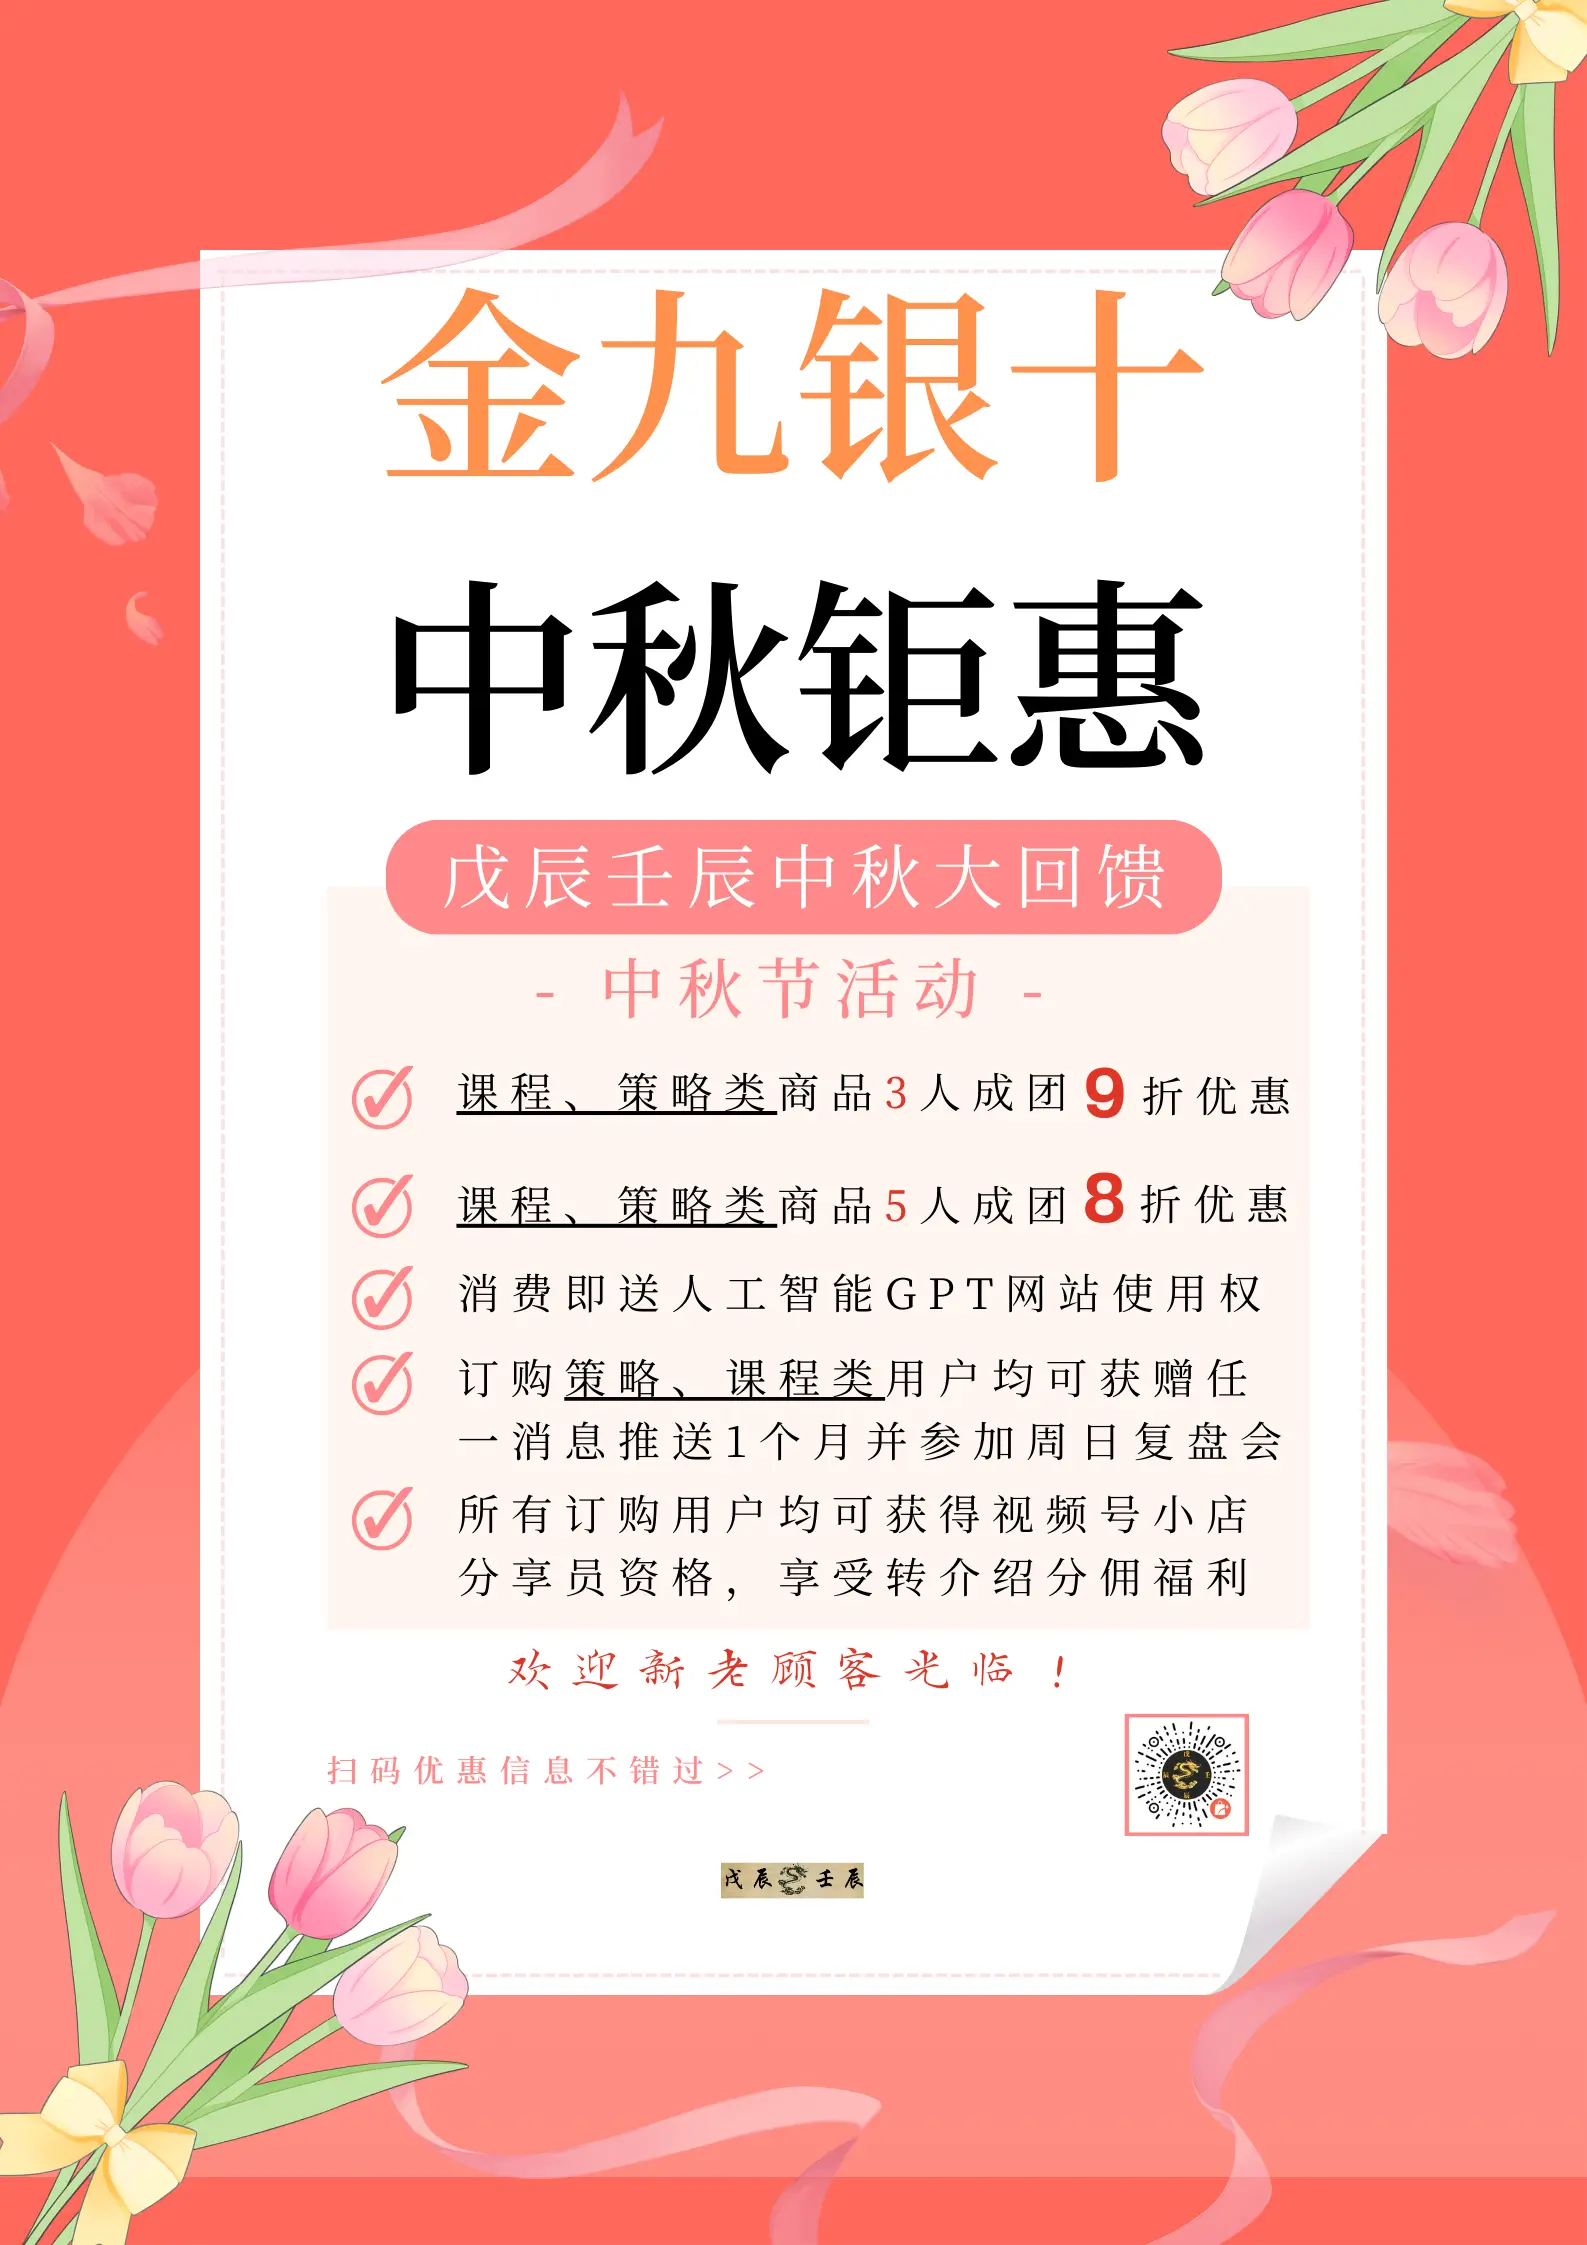 金九银十
中秋钜惠
戊辰壬辰中秋大回馈
- 中秋节活动 -
课程、策略类商品3人成团9折优惠
课程、策略类商品5人成团8折优惠
消费即送人工智能GPT网站使用权
订购策略、课程类用户均可获赠任
一消息推送1个月并参加周日复盘会
所有订购用户均可获得视频号小店
分享员资格，享受转介绍分佣福利
欢迎新老顾客光临！
扫码优惠信息不错过>>
戊辰壬辰
戊辰壬辰